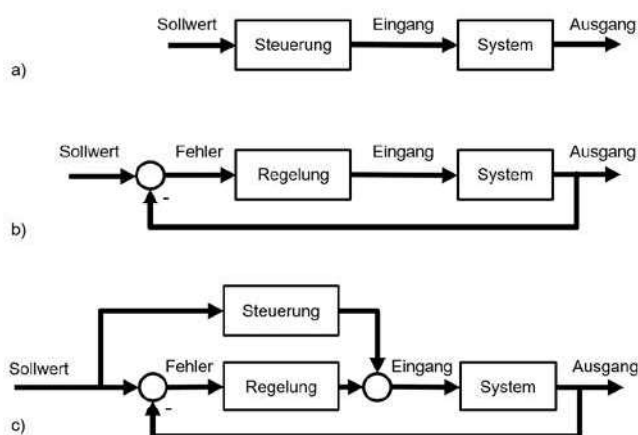 Sollwert Steuerung Eingang System Ausgang
a)
Sollwert Fehler Regelung Eingang System Ausgang
-
b)
Steuerung
Sollwert Fehler Regelung Eingang System Ausgang
-
c)